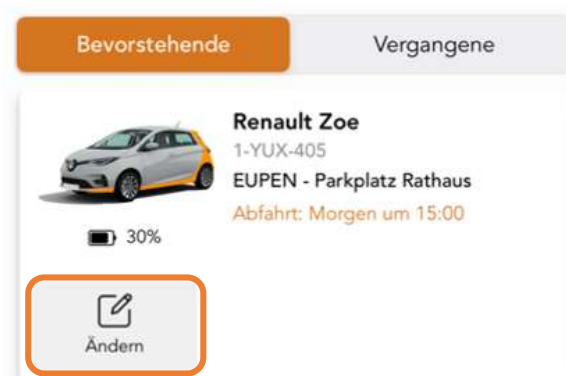 Bevorstehende
Vergangene
Renault Zoe
1-YUX-405
EUPEN - Parkplatz Rathaus
Abfahrt: Morgen um 15:00
30%
Ändern